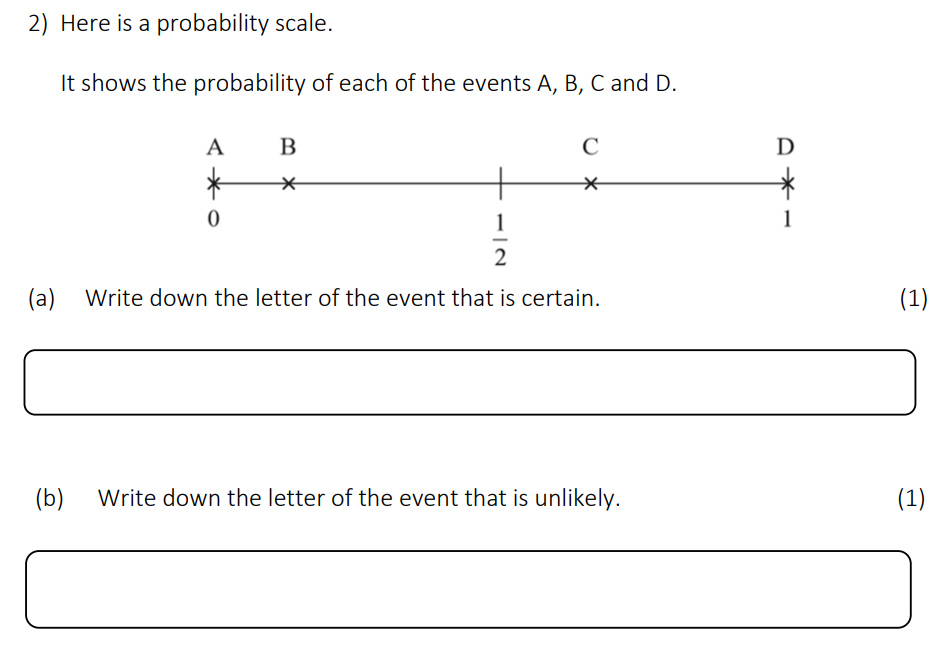 2) Here is a probability scale.
It shows the probability of each of the events A, B, C and D.
A B C D
0 1/2 1
(a) Write down the letter of the event that is certain. (1)
(b) Write down the letter of the event that is unlikely. (1)